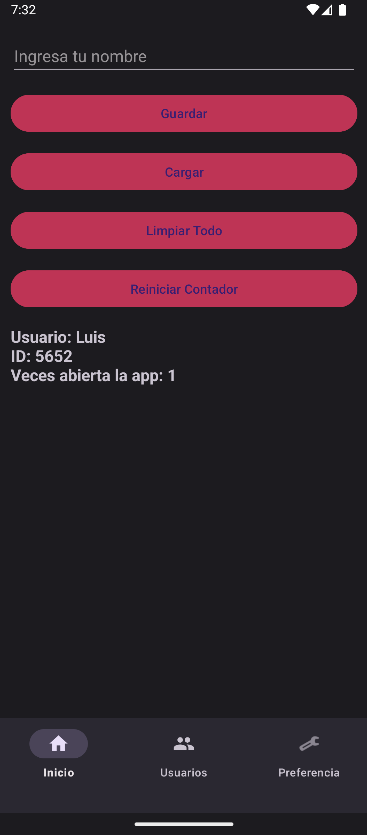 7:32
Ingresa tu nombre
Guardar
Cargar
Limpiar Todo
Reiniciar Contador
Usuario: Luis
ID: 5652
Veces abierta la app: 1
Inicio
Usuarios
Preferencia